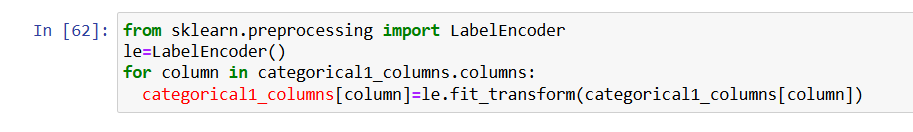 In [62]: from sklearn.preprocessing import LabelEncoder
le=LabelEncoder()
for column in categorical1_columns.columns:
  categorical1_columns[column]=le.fit_transform(categorical1_columns[column])